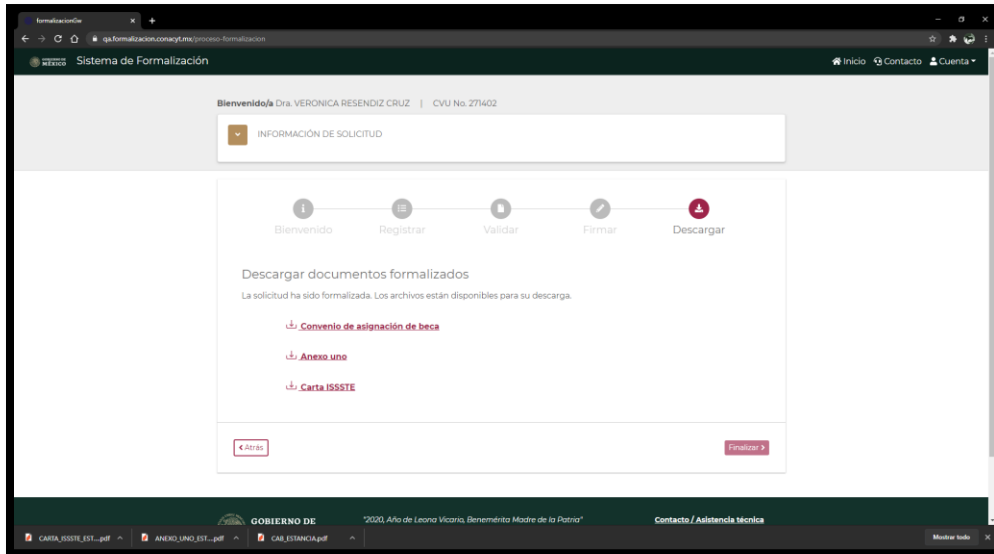 formalizacionGw
qa.formalizacion.conacyt.mx/proceso-formalizacion
GOBIERNO DE
MÉXICO
Sistema de Formalización
Inicio Contacto Cuenta
Bienvenido/a Dra. VERONICA RESENDIZ CRUZ | CVU No. 271402
INFORMACIÓN DE SOLICITUD
Bienvenido Registrar Validar Firmar Descargar
Descargar documentos formalizados
La solicitud ha sido formalizada. Los archivos están disponibles para su descarga.
Convenio de asignación de beca
Anexo uno
Carta ISSSTE
Atrás Finalizar
GOBIERNO DE "2020, Año de Leona Vicario, Benemérita Madre de la Patria" Contacto / Asistencia técnica
CARTA_ISSSTE_EST....pdf ANEXO_UNO_EST....pdf CAB_ESTANCIA.pdf Mostrar todo